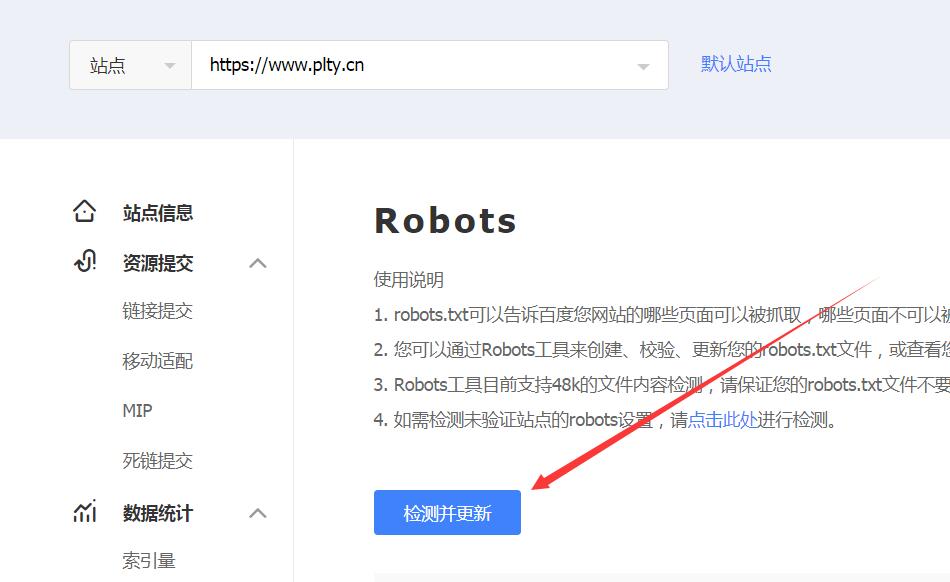 站点 https://www.plty.cn 默认站点
站点信息
资源提交
链接提交
移动适配
MIP
死链提交
数据统计
索引量
Robots
使用说明
1. robots.txt可以告诉百度您网站的哪些页面可以被抓取，哪些页面不可以被
2. 您可以通过Robots工具来创建、校验、更新您的robots.txt文件，或查看您
3. Robots工具目前支持48k的文件内容检测，请保证您的robots.txt文件不要
4. 如需检测未验证站点的robots设置，请点击此处进行检测。
检测并更新